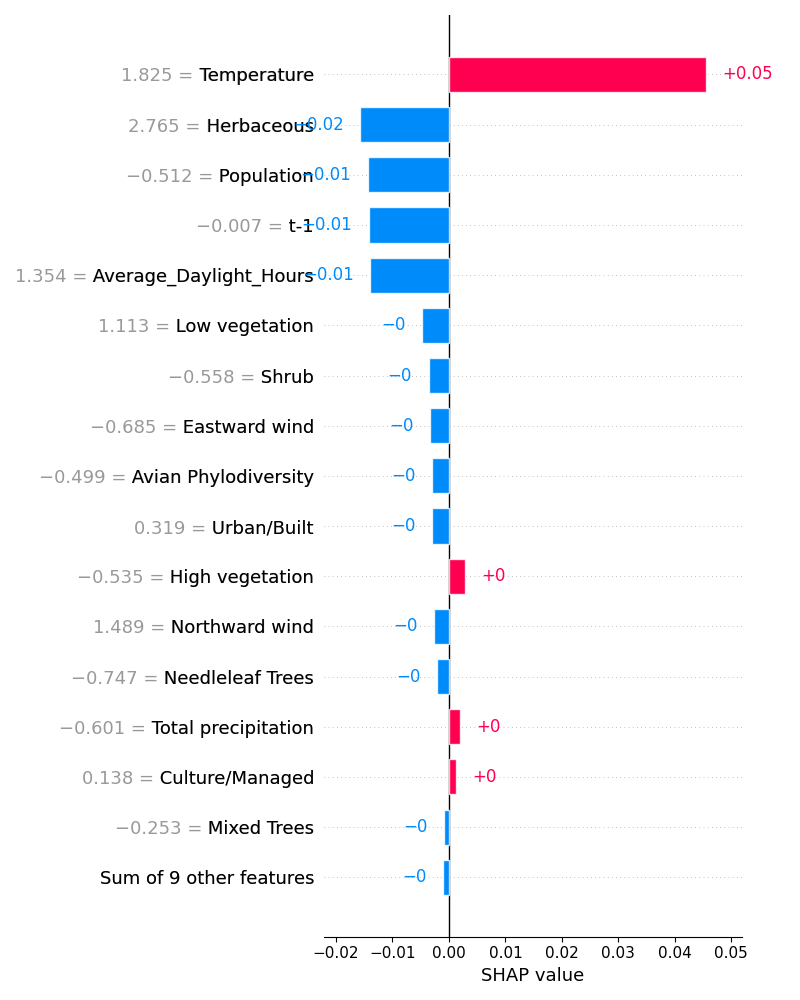 1.825 = Temperature +0.05
2.765 = Herbaceous −0.02
−0.512 = Population −0.01
−0.007 = t-1 −0.01
1.354 = Average_Daylight_Hours −0.01
1.113 = Low vegetation −0
−0.558 = Shrub −0
−0.685 = Eastward wind −0
−0.499 = Avian Phylodiversity −0
0.319 = Urban/Built −0
−0.535 = High vegetation +0
1.489 = Northward wind −0
−0.747 = Needleleaf Trees −0
−0.601 = Total precipitation +0
0.138 = Culture/Managed +0
−0.253 = Mixed Trees −0
Sum of 9 other features −0
−0.02 −0.01 0.00 0.01 0.02 0.03 0.04 0.05
SHAP value